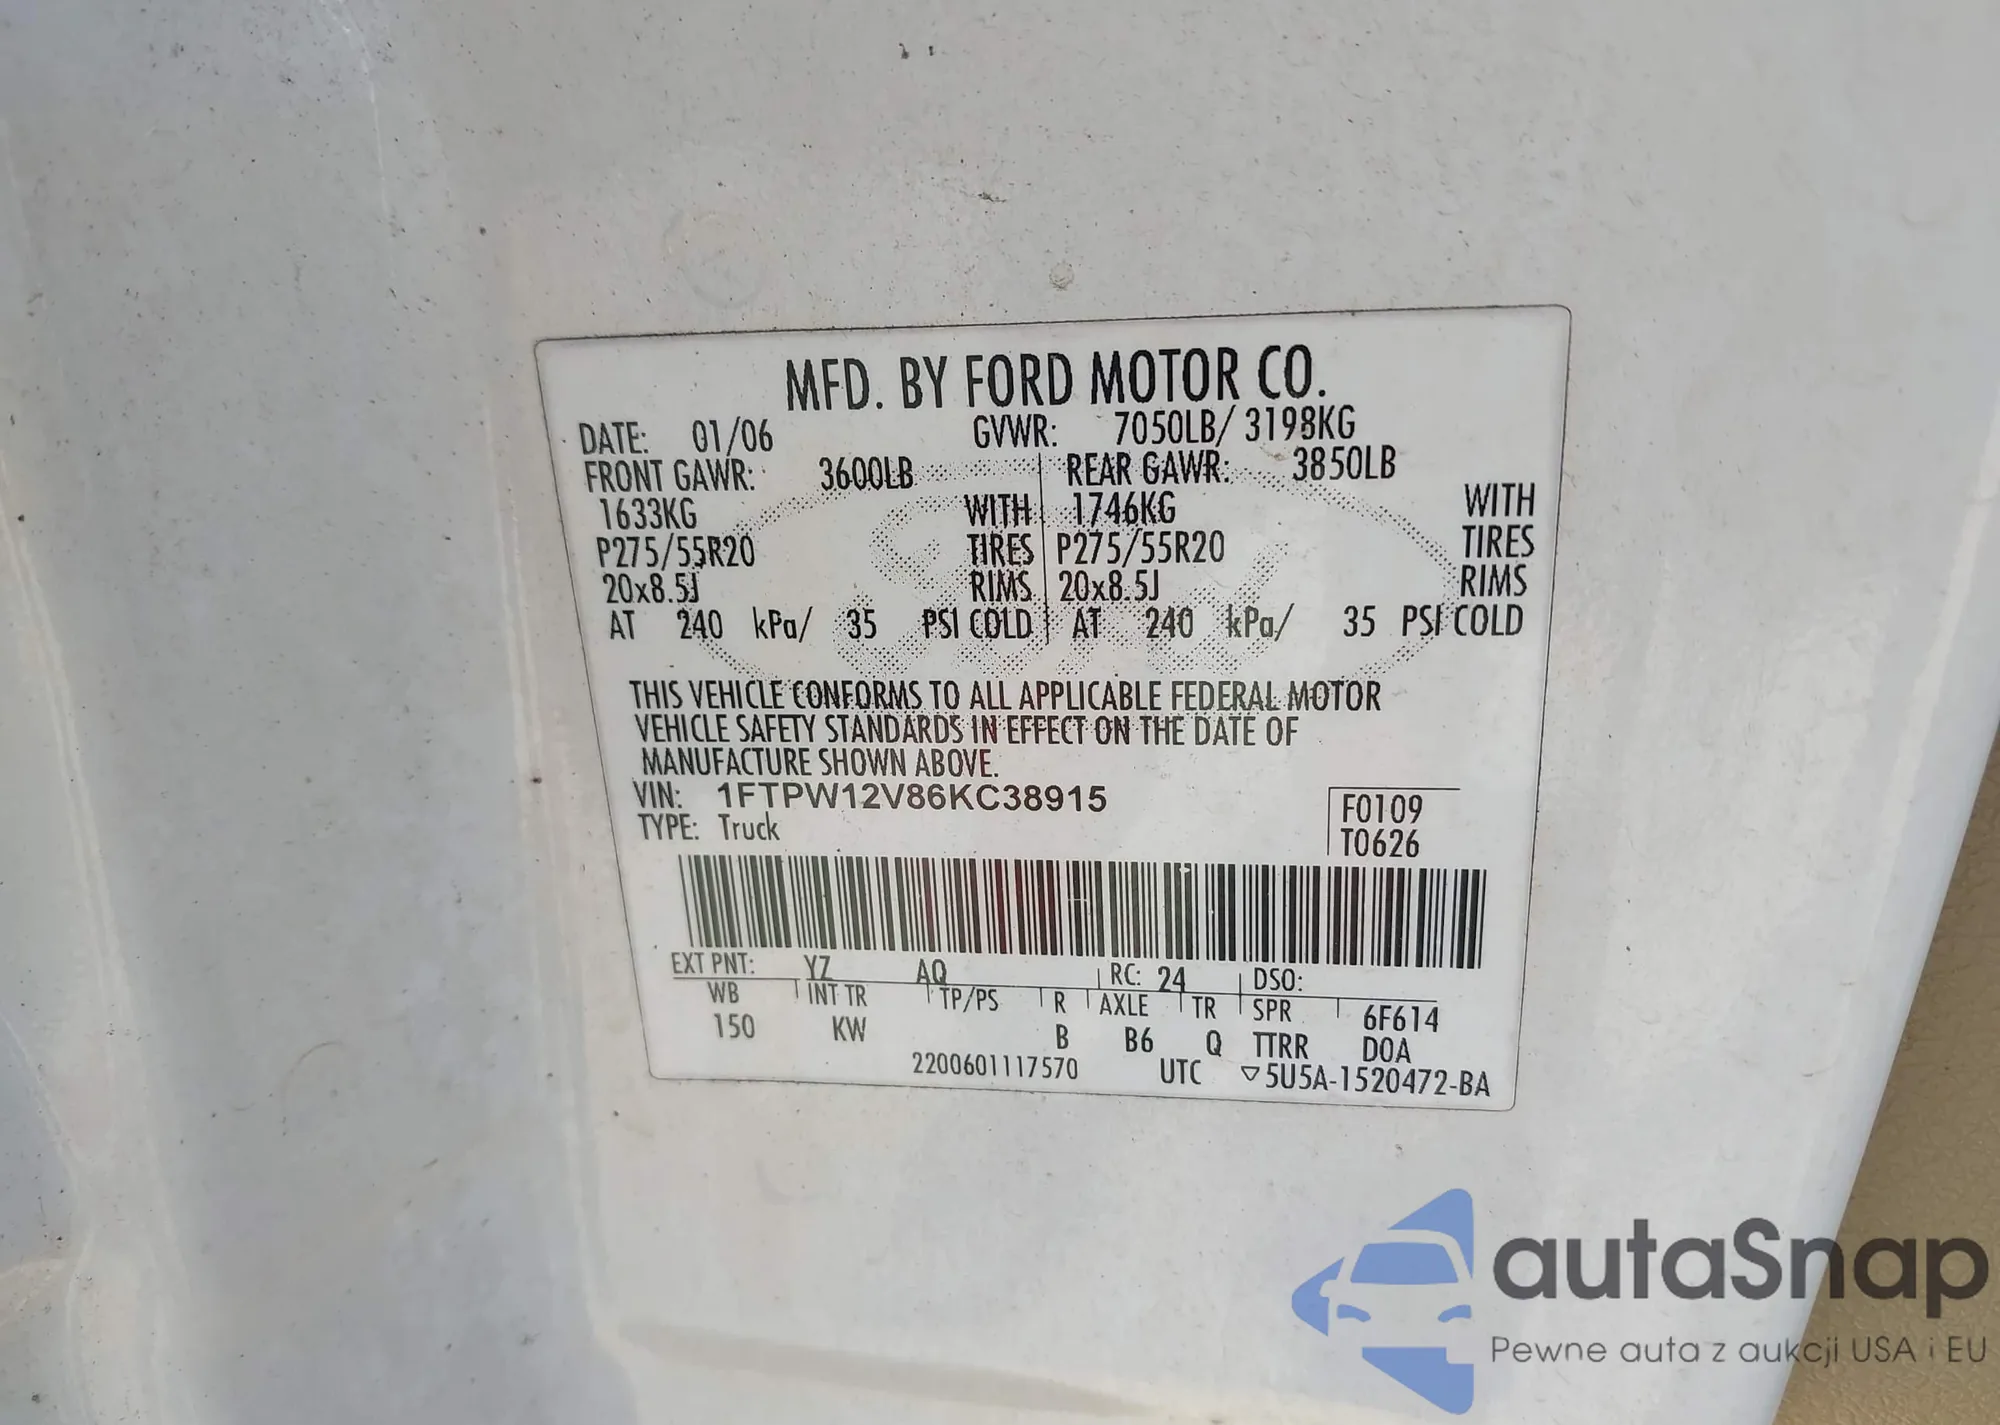 MFD. BY FORD MOTOR CO.
DATE: 01/06 GVWR: 7050LB/ 3198KG
FRONT GAWR: 3600LB REAR GAWR: 3850LB
1633KG WITH 1746KG WITH
P275/55R20 TIRES P275/55R20 TIRES
20x8.5J RIMS 20x8.5J RIMS
AT 240 kPa/ 35 PSI COLD AT 240 kPa/ 35 PSI COLD
THIS VEHICLE CONFORMS TO ALL APPLICABLE FEDERAL MOTOR
VEHICLE SAFETY STANDARDS IN EFFECT ON THE DATE OF
MANUFACTURE SHOWN ABOVE.
VIN: 1FTPW12V86KC38915 F0109
TYPE: Truck T0626
EXT PNT: YZ AQ RC: 24 DSO:
WB INT TR TP/PS R AXLE TR SPR 6F614
150 KW B B6 Q TTRR DOA
2200601117570 UTC ▽5U5A-1520472-BA
autaSnap
Pewne auta z aukcji USA i EU